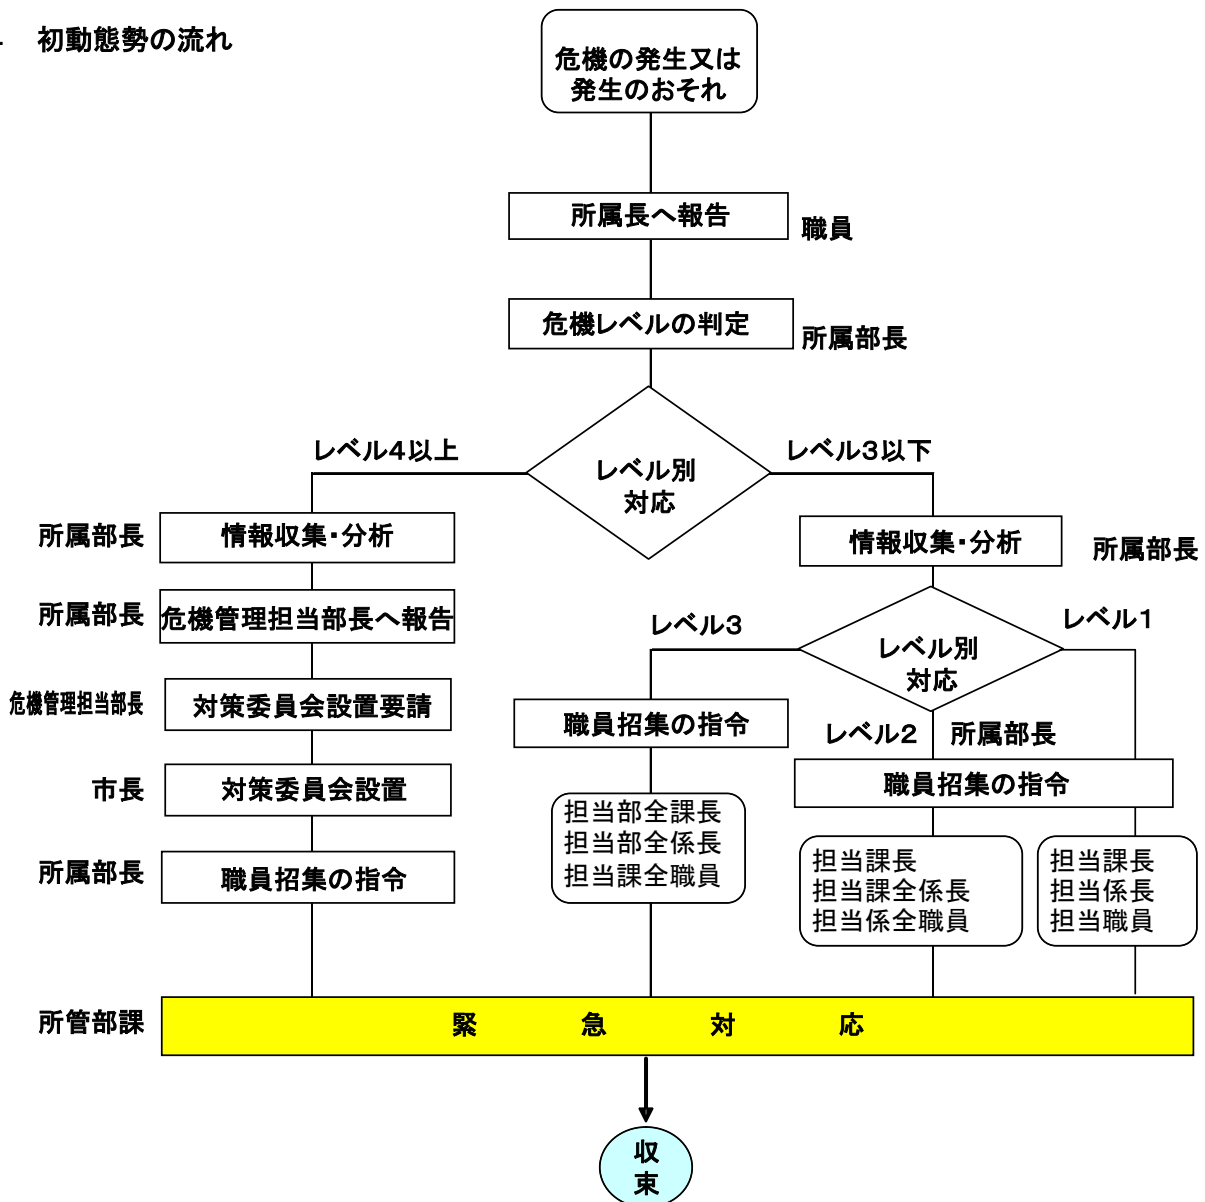 初動態勢の流れ
危機の発生又は
発生のおそれ
所属長へ報告
職員
危機レベルの判定
所属部長
レベル別
対応
レベル４以上
レベル３以下
所属部長
情報収集・分析
情報収集・分析
所属部長
所属部長
危機管理担当部長へ報告
レベル３
レベル別
対応
レベル１
危機管理担当部長
対策委員会設置要請
職員招集の指令
レベル２
所属部長
市長
対策委員会設置
職員招集の指令
担当部全課長
担当部全係長
担当課全職員
所属部長
職員招集の指令
担当課長
担当課全係長
担当係全職員
担当課長
担当係長
担当職員
所管部課
緊急対応
収
束